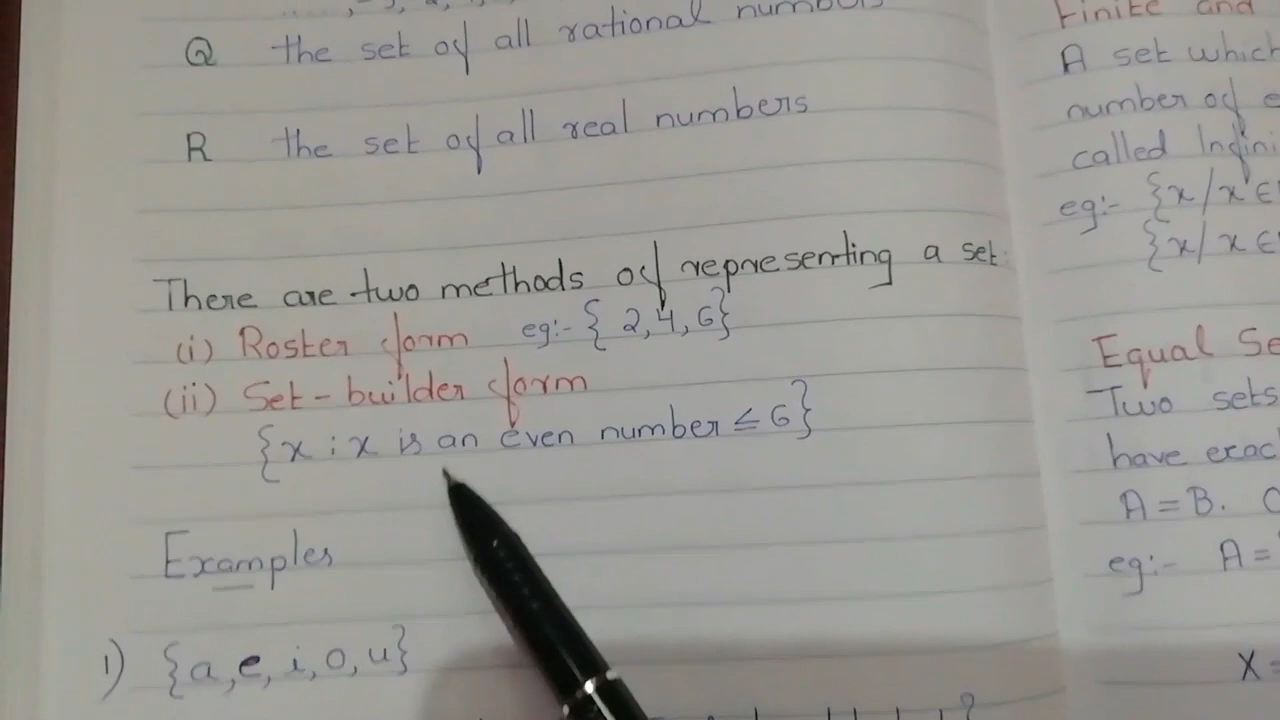 Q the set of all rational numbers
R the set of all real numbers
There are two methods of representing a set.
(i) Roster form eg:- { 2, 4, 6}
(ii) Set-builder form
{x : x is an even number ≤ 6}
Examples
1) {a, e, i, o, u}
Finite and
A set which
number of e
called Infini
eg:- {x/x ∈
{x/x ∈
Equal Se
Two sets
have exac
A = B. O
eg:- A =
X =